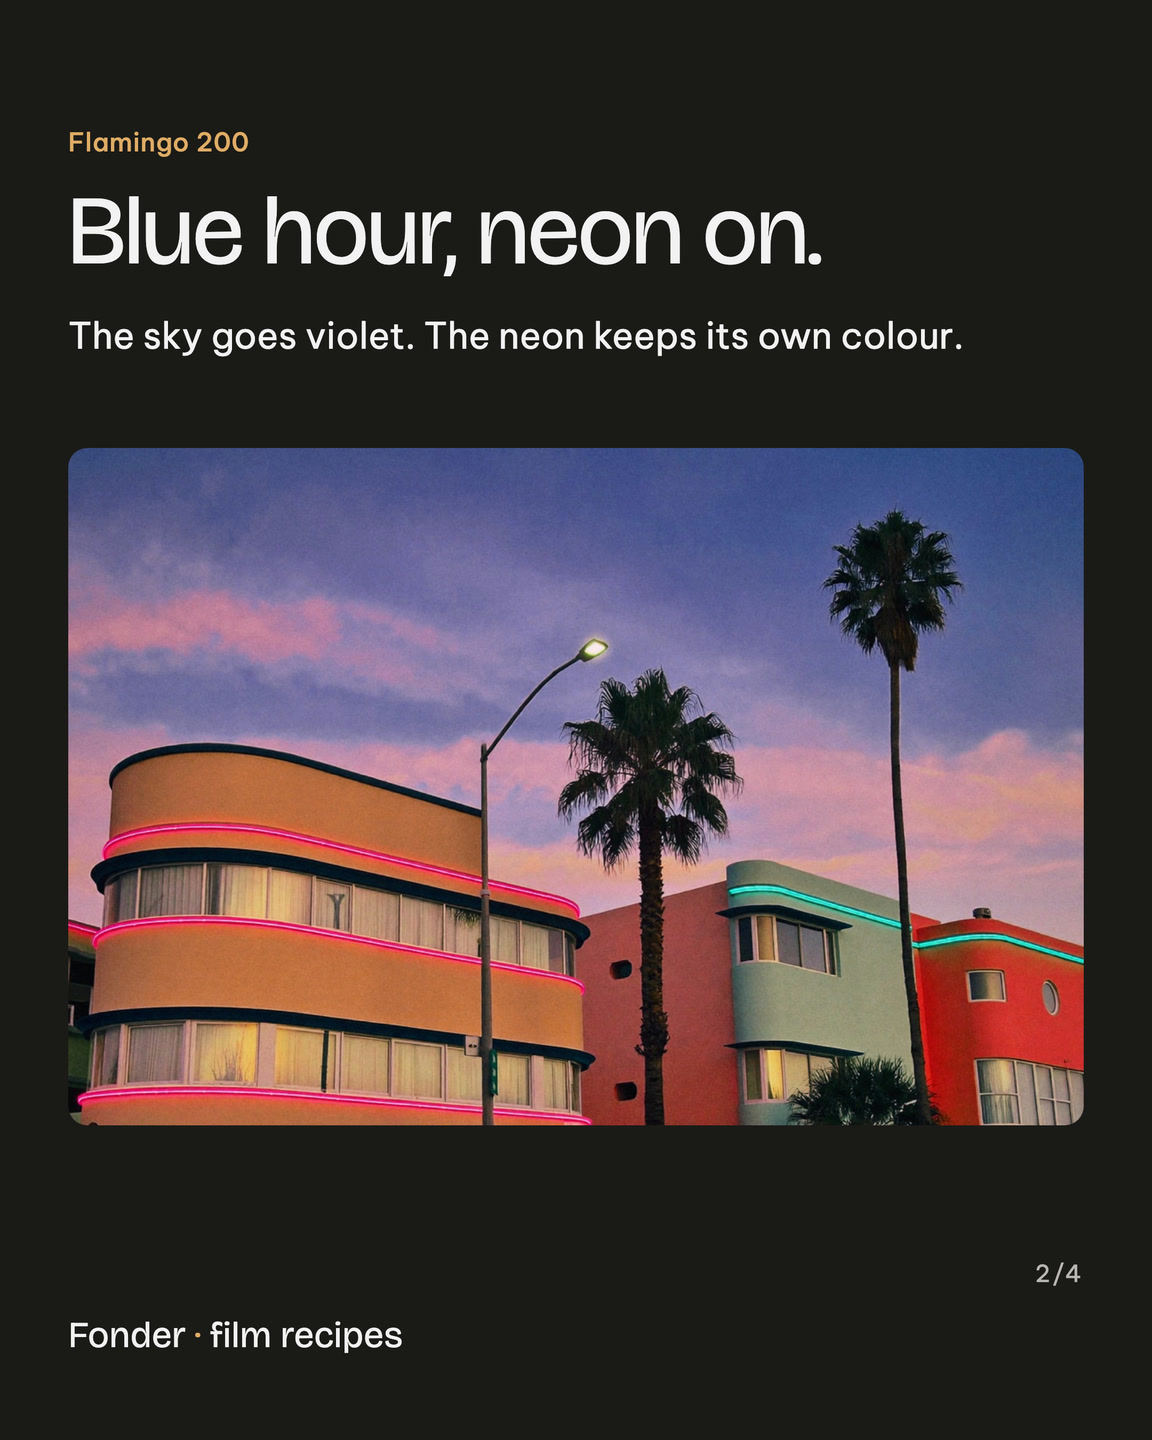 Flamingo 200
Blue hour, neon on.
The sky goes violet. The neon keeps its own colour.
2/4
Fonder · film recipes